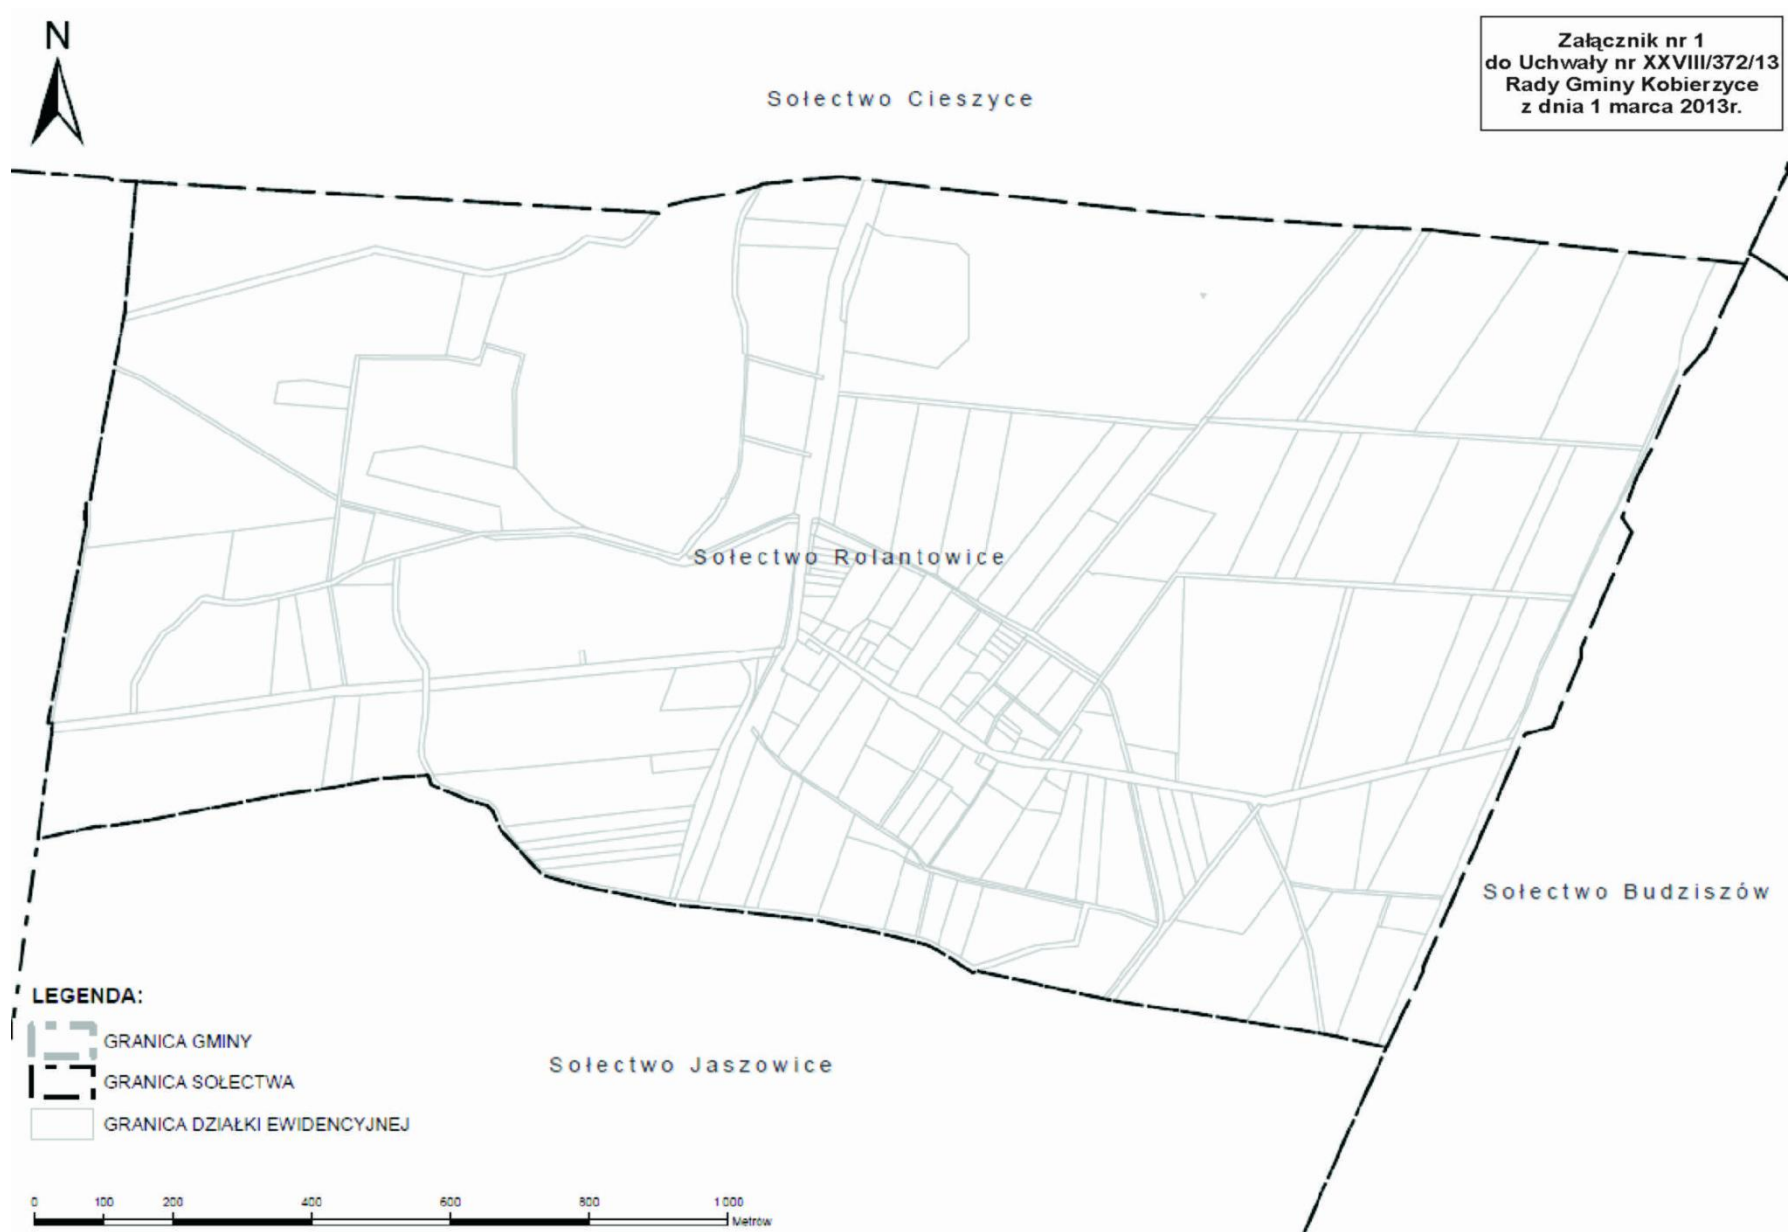 N
Załącznik nr 1
do Uchwały nr XXVIII/372/13
Rady Gminy Kobierzyce
z dnia 1 marca 2013r.
Sołectwo Cieszyce
Sołectwo Rolantowice
Sołectwo Budziszów
Sołectwo Jaszowice
LEGENDA:
GRANICA GMINY
GRANICA SOŁECTWA
GRANICA DZIAŁKI EWIDENCYJNEJ
0 100 200 400 600 800 1 000
Metrów